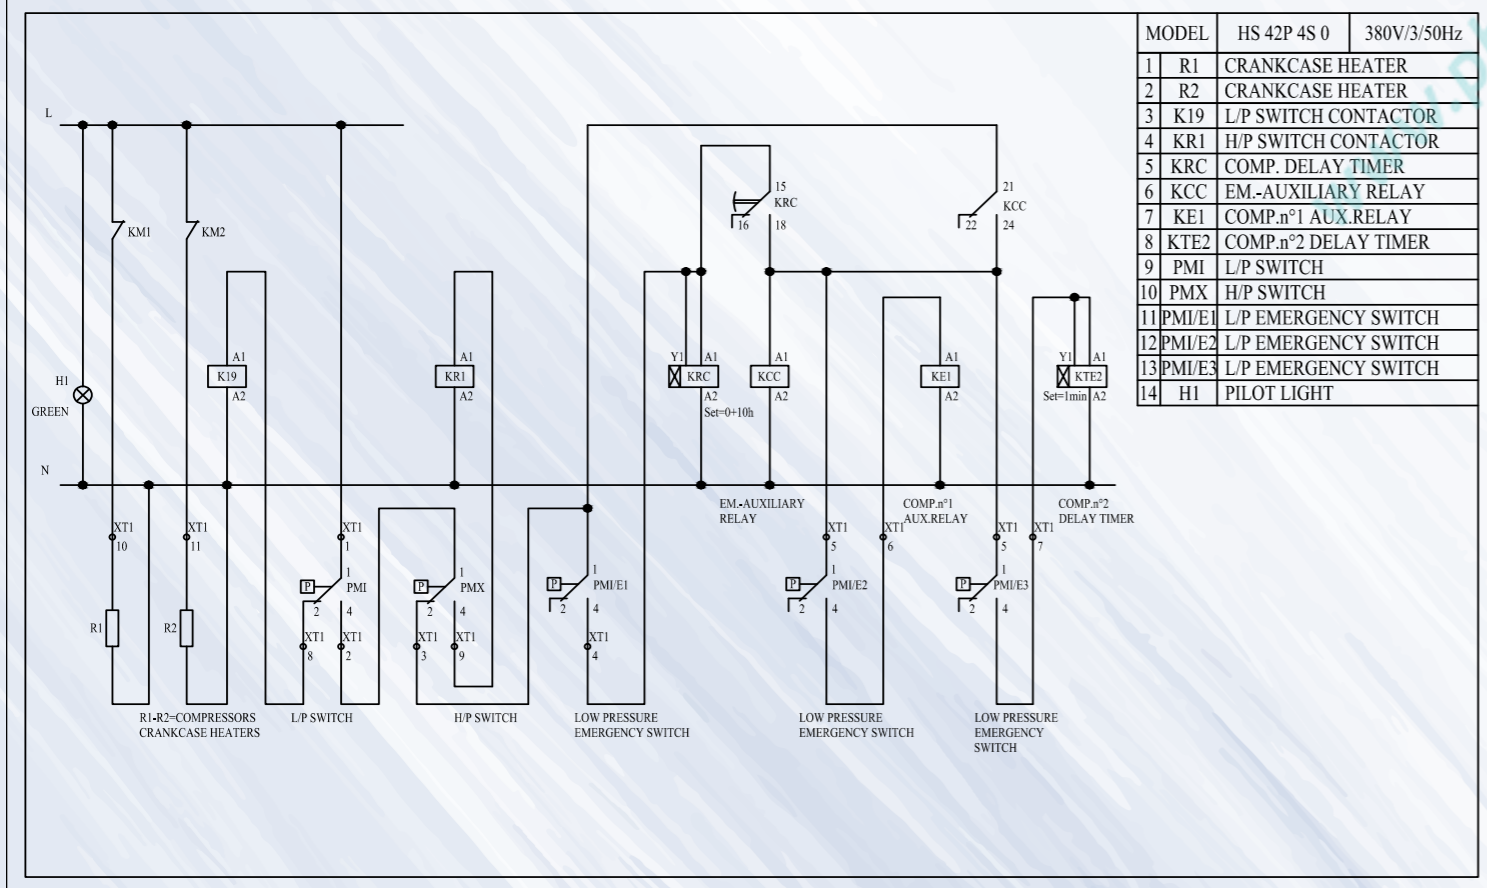 MODEL HS 42P 4S 0 380V/3/50Hz
1 R1 CRANKCASE HEATER
2 R2 CRANKCASE HEATER
3 K19 L/P SWITCH CONTACTOR
4 KR1 H/P SWITCH CONTACTOR
5 KRC COMP. DELAY TIMER
6 KCC EM.-AUXILIARY RELAY
7 KE1 COMP.n°1 AUX.RELAY
8 KTE2 COMP.n°2 DELAY TIMER
9 PMI L/P SWITCH
10 PMX H/P SWITCH
11 PMI/E1 L/P EMERGENCY SWITCH
12 PMI/E2 L/P EMERGENCY SWITCH
13 PMI/E3 L/P EMERGENCY SWITCH
14 H1 PILOT LIGHT
www.p
L
15
KRC
16 18
21
KCC
22 24
KM1 KM2
A1 A1 Y1 A1 A1 A1 Y1 A1
H1 K19 KR1 KRC KCC KE1 KTE2
GREEN A2 A2 A2 A2 A2 Set=1min A2
Set=0+10h
N
EM.-AUXILIARY
RELAY
COMP.n°1
AUX.RELAY
COMP.n°2
DELAY TIMER
XT1 XT1 XT1 XT1 XT1 XT1 XT1
10 11 1 5 6 5 7
1 1 1 1 1
P PMI P PMX P PMI/E1 P PMI/E2 P PMI/E3
2 4 2 4 2 4 2 4 2 4
R1 R2
XT1 XT1 XT1 XT1 XT1
8 2 3 9 4
R1-R2=COMPRESSORS
CRANKCASE HEATERS
L/P SWITCH
H/P SWITCH
LOW PRESSURE
EMERGENCY SWITCH
LOW PRESSURE
EMERGENCY SWITCH
LOW PRESSURE
EMERGENCY
SWITCH